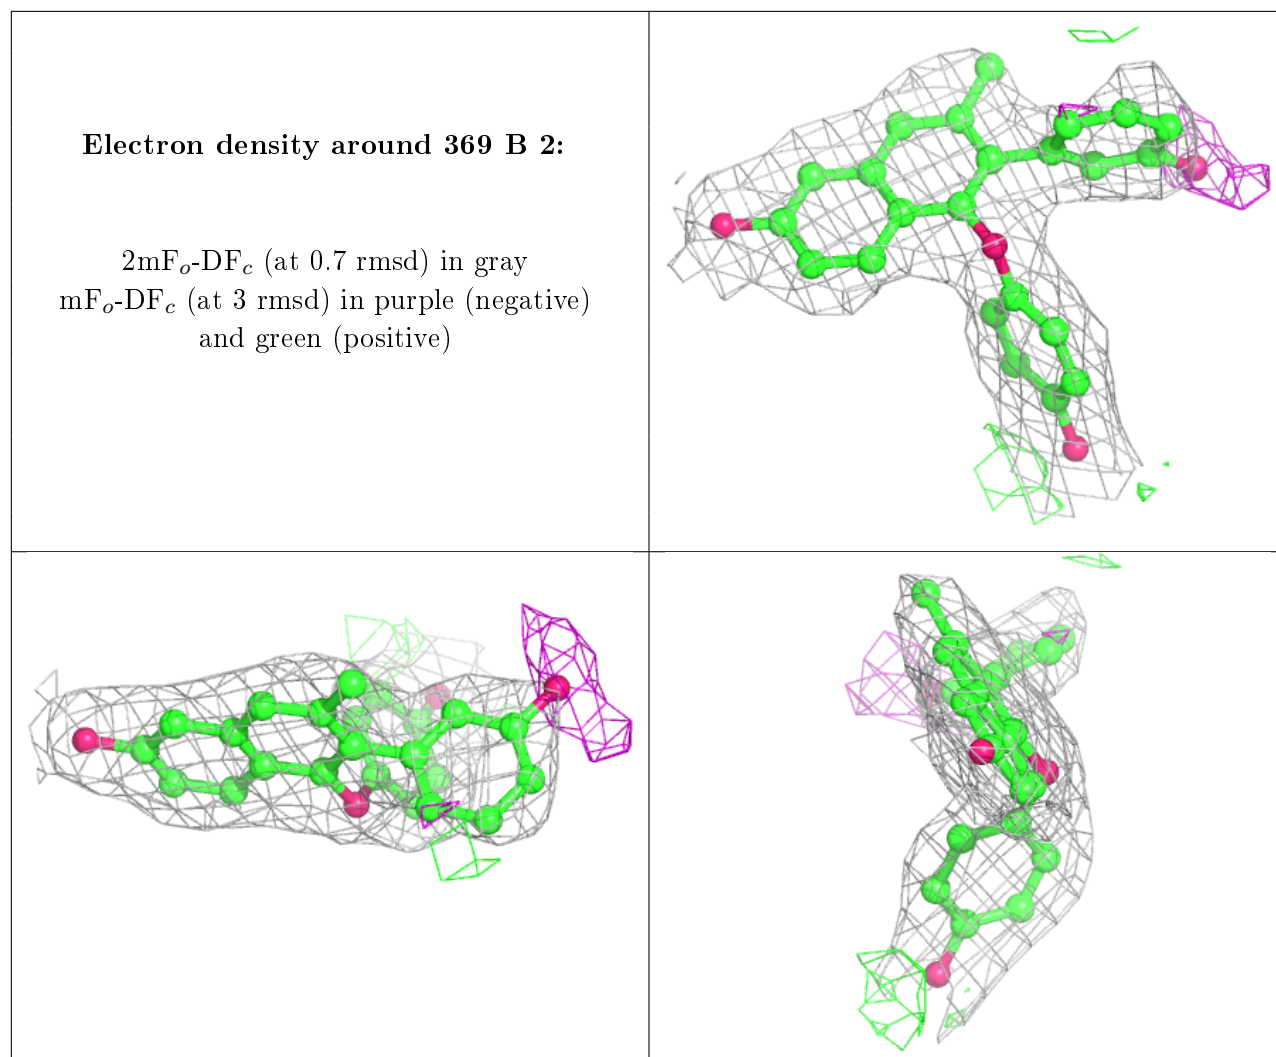 Electron density around 369 B 2:
2mFₒ-DF𝒸 (at 0.7 rmsd) in gray
mFₒ-DF𝒸 (at 3 rmsd) in purple (negative)
and green (positive)